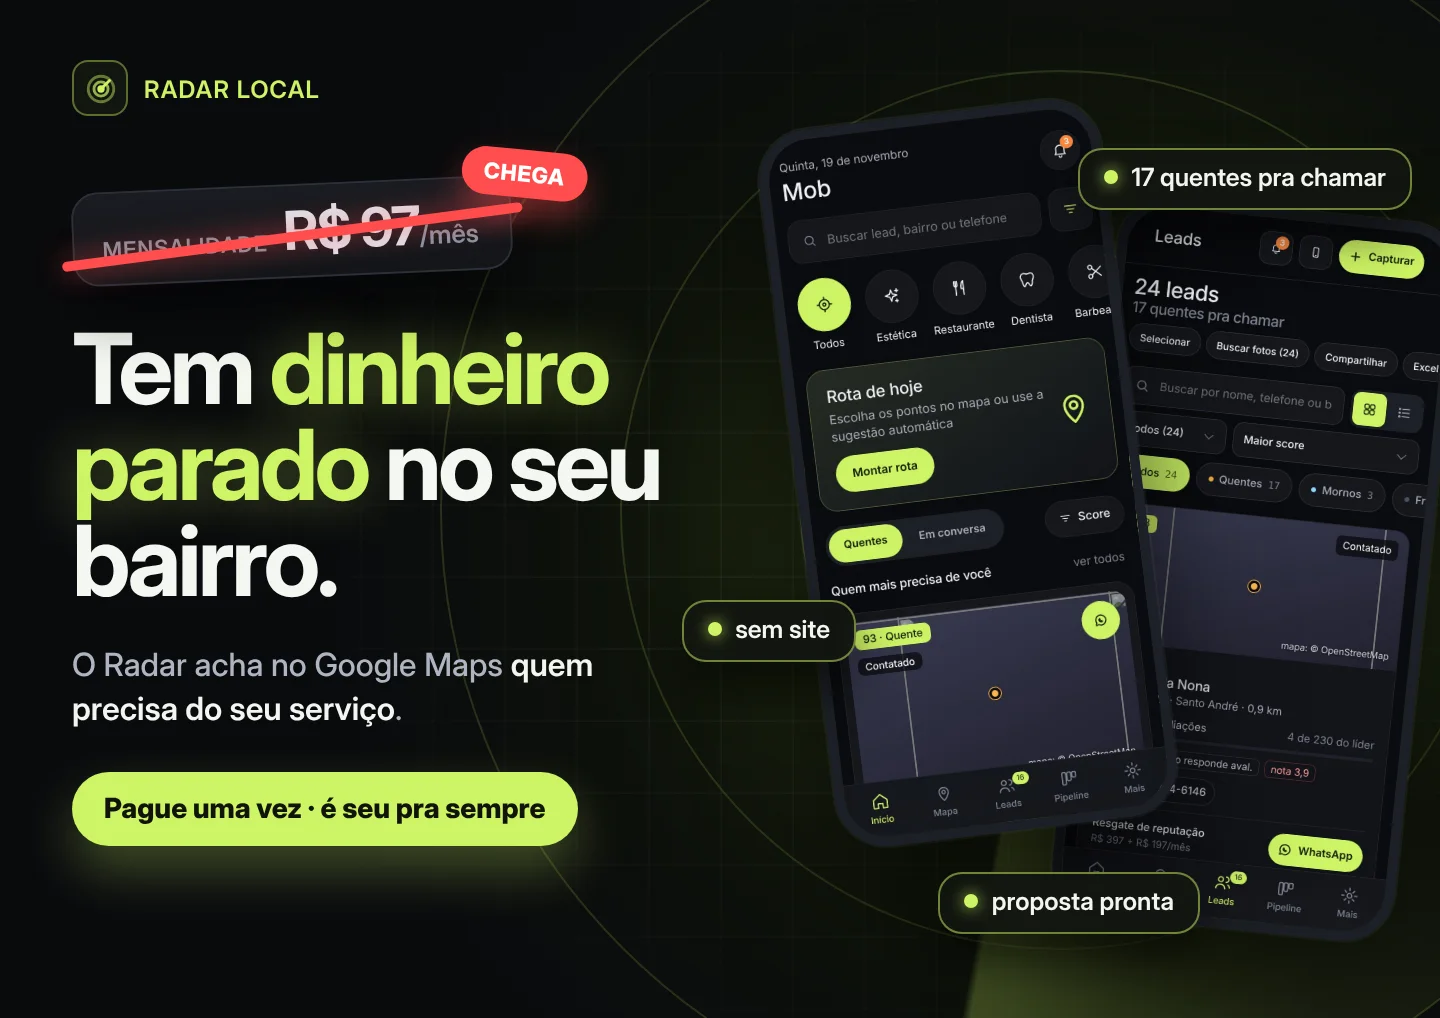 RADAR LOCAL
CHEGA
MENSALIDADE R$ 97/mês
Tem dinheiro
parado no seu
bairro.
O Radar acha no Google Maps quem
precisa do seu serviço.
Pague uma vez · é seu pra sempre
Quinta, 19 de novembro
3
Mob
Buscar lead, bairro ou telefone
Todos
Estética
Restaurante
Dentista
Barbea
Rota de hoje
Escolha os pontos no mapa ou use a
sugestão automática
Montar rota
Quentes
Em conversa
Score
Quem mais precisa de você
ver todos
sem site
93 · Quente
Contatado
mapa: © OpenStreetMap
Início
Mapa
16
Leads
Pipeline
Mais
17 quentes pra chamar
Leads
3
+ Capturar
24 leads
17 quentes pra chamar
Selecionar
Buscar fotos (24)
Compartilhar
Excel
Buscar por nome, telefone ou b
odos (24)
Maior score
dos 24
Quentes 17
Mornos 3
Fr
Contatado
mapa: © OpenStreetMap
a Nona
· Santo André · 0,9 km
liações
4 de 230 do líder
o responde aval.
nota 3,9
4-6146
Resgate de reputação
R$ 397 + R$ 197/mês
WhatsApp
16
Leads
Pipeline
Mais
proposta pronta